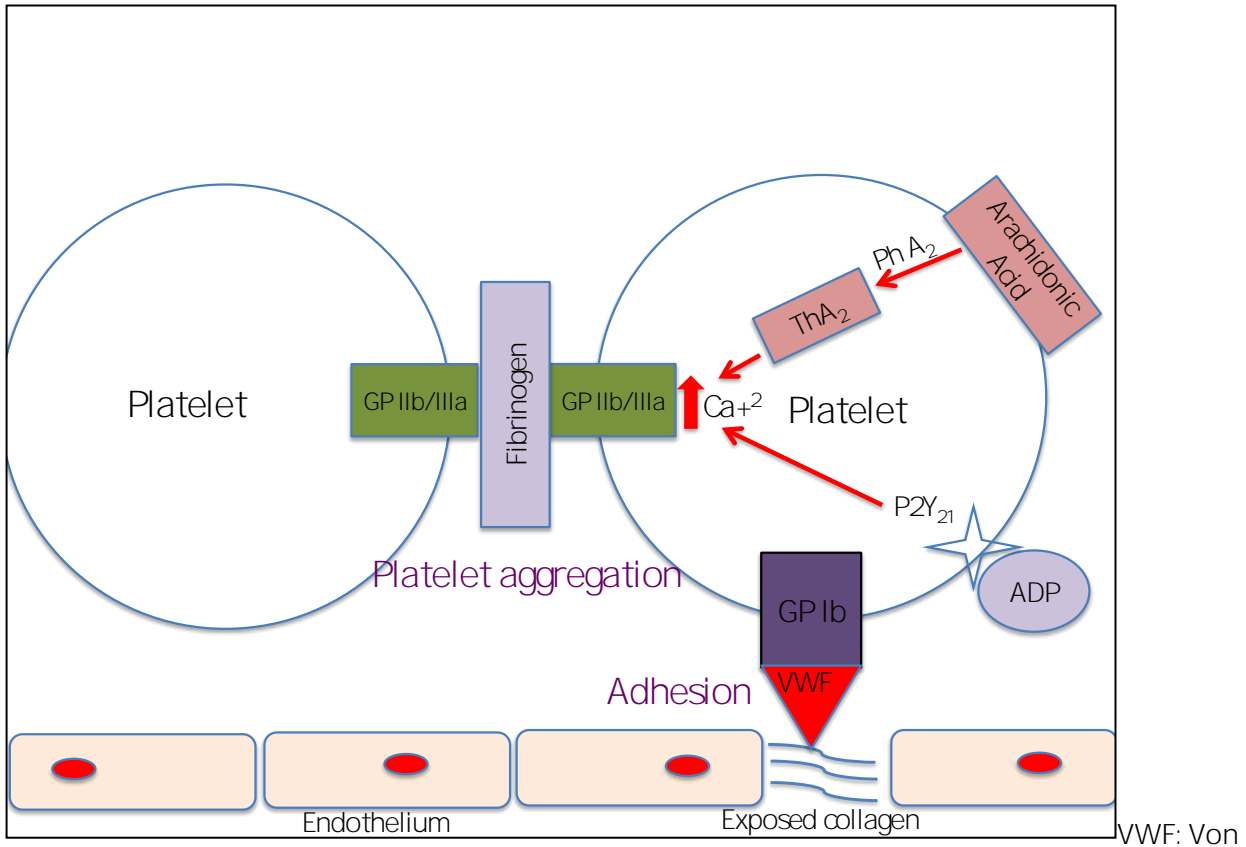 Arachidonic
Acid
Ph A₂
ThA₂
Platelet
GP IIb/IIIa
Fibrinogen
GP IIb/IIIa
Ca+²
Platelet
P2Y₂₁
Platelet aggregation
ADP
GP Ib
VWF
Adhesion
Endothelium
Exposed collagen
VWF: Von